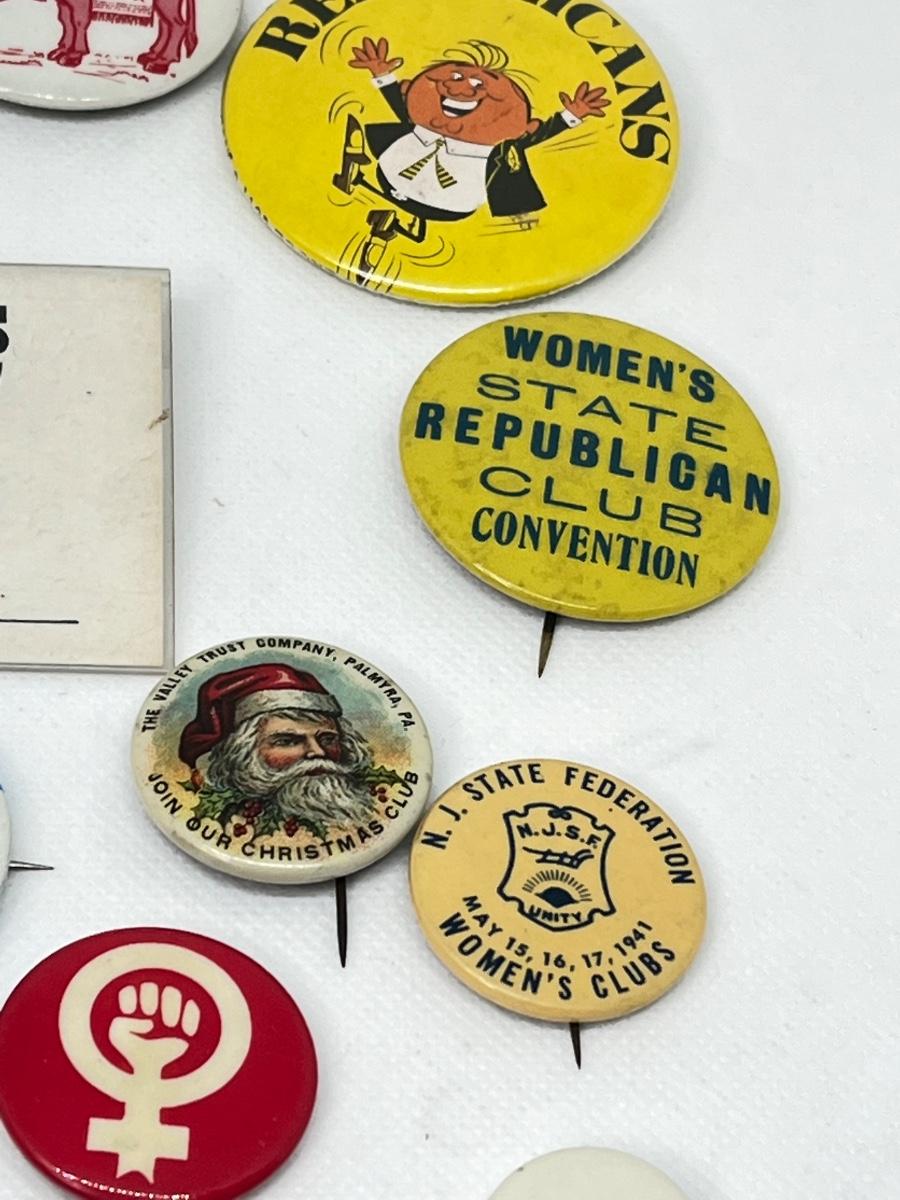 WOMEN'S
STATE
REPUBLICAN
CLUB
CONVENTION
THE VALLEY TRUST COMPANY, PALMYRA, PA.
JOIN OUR CHRISTMAS CLUB
N. J. STATE FEDERATION
N.J.S.F.
UNITY
MAY 15, 16, 17, 1941
WOMEN'S CLUBS